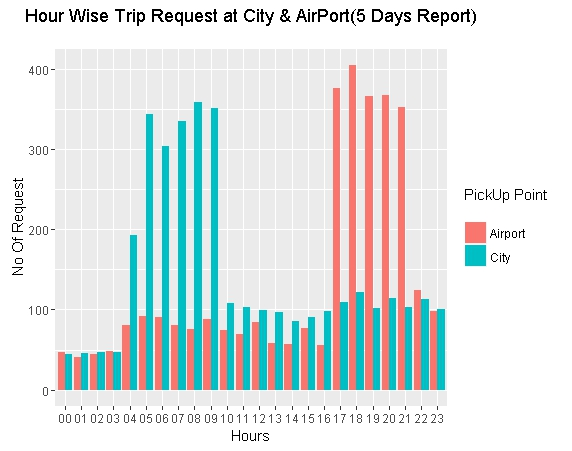 Hour Wise Trip Request at City & AirPort(5 Days Report)
400
300
200
100
0
No Of Request
00 01 02 03 04 05 06 07 08 09 10 11 12 13 14 15 16 17 18 19 20 21 22 23
Hours
PickUp Point
Airport
City